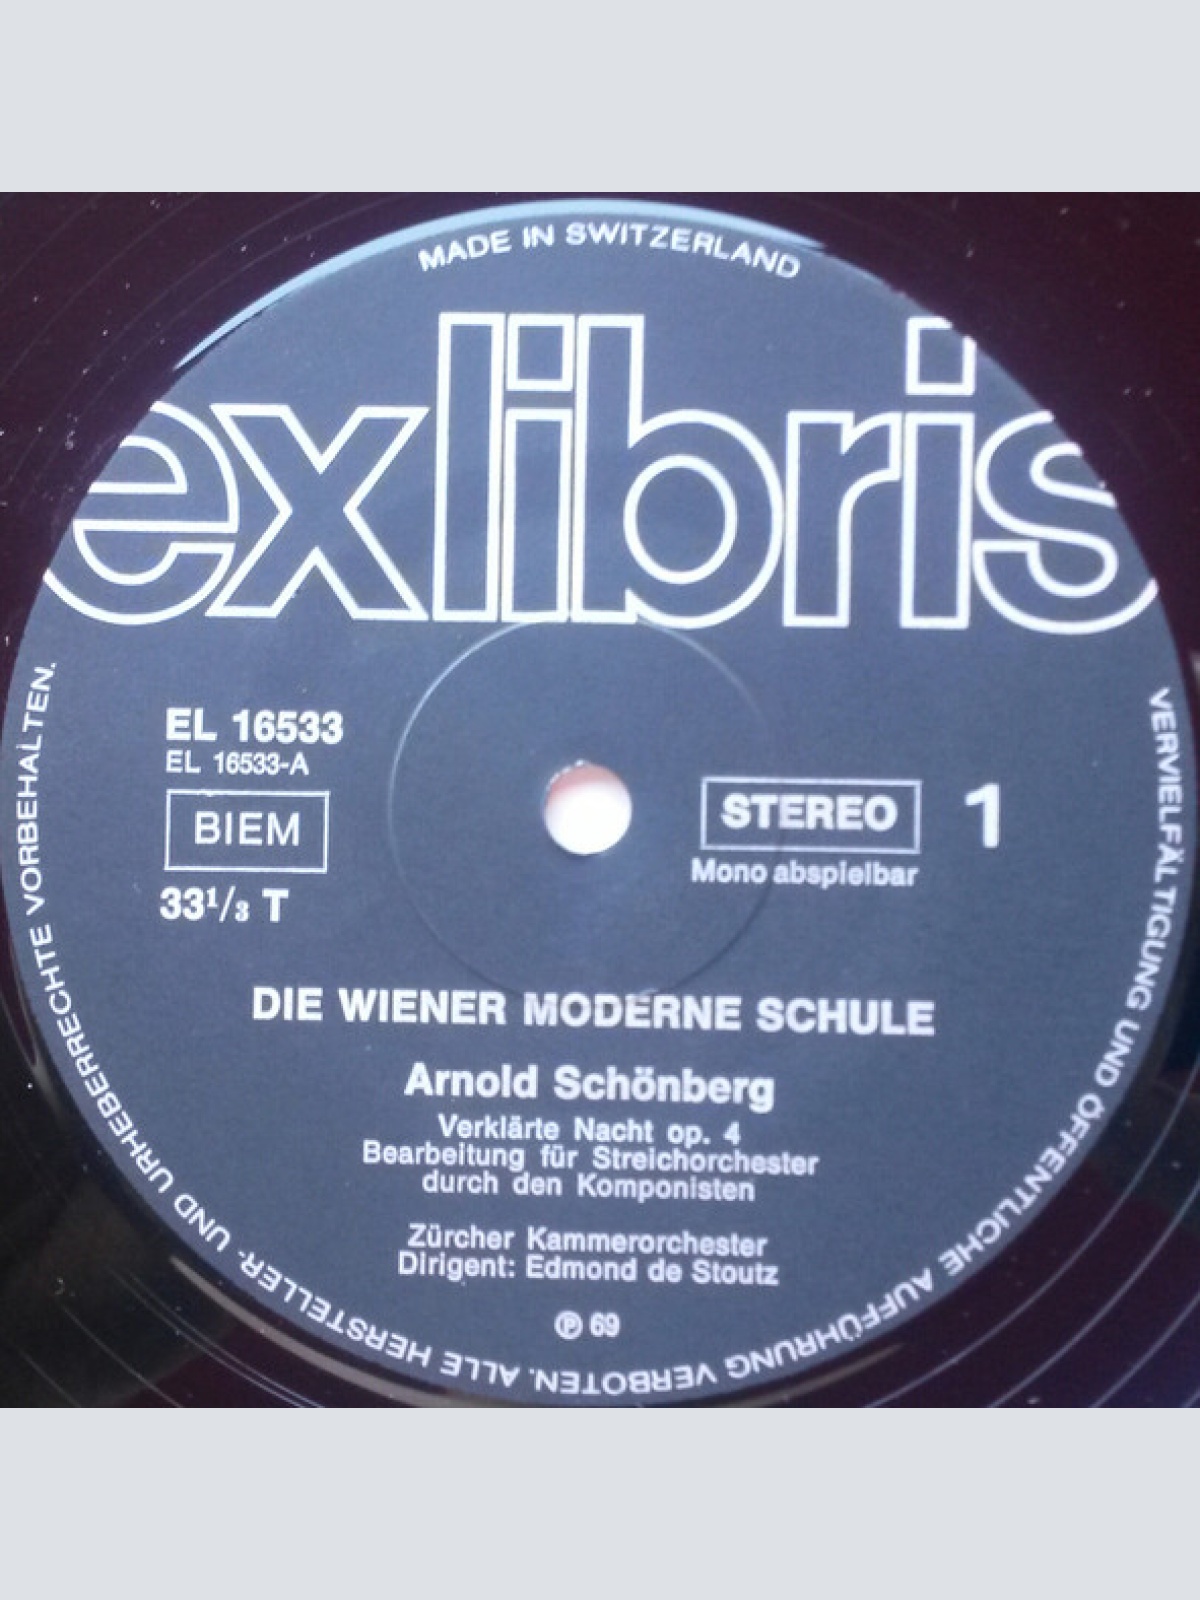 MADE IN SWITZERLAND
exlibris
EL 16533
EL 16533-A
BIEM
33¹/₃ T
STEREO
1
Mono abspielbar
DIE WIENER MODERNE SCHULE
Arnold Schönberg
Verklärte Nacht op. 4
Bearbeitung für Streichorchester
durch den Komponisten
Zürcher Kammerorchester
Dirigent: Edmond de Stoutz
℗ 69
VERVIELFÄLTIGUNG UND ÖFFENTLICHE AUFFÜHRUNG VERBOTEN. ALLE HERSTELLER- UND URHEBERRECHTE VORBEHALTEN.